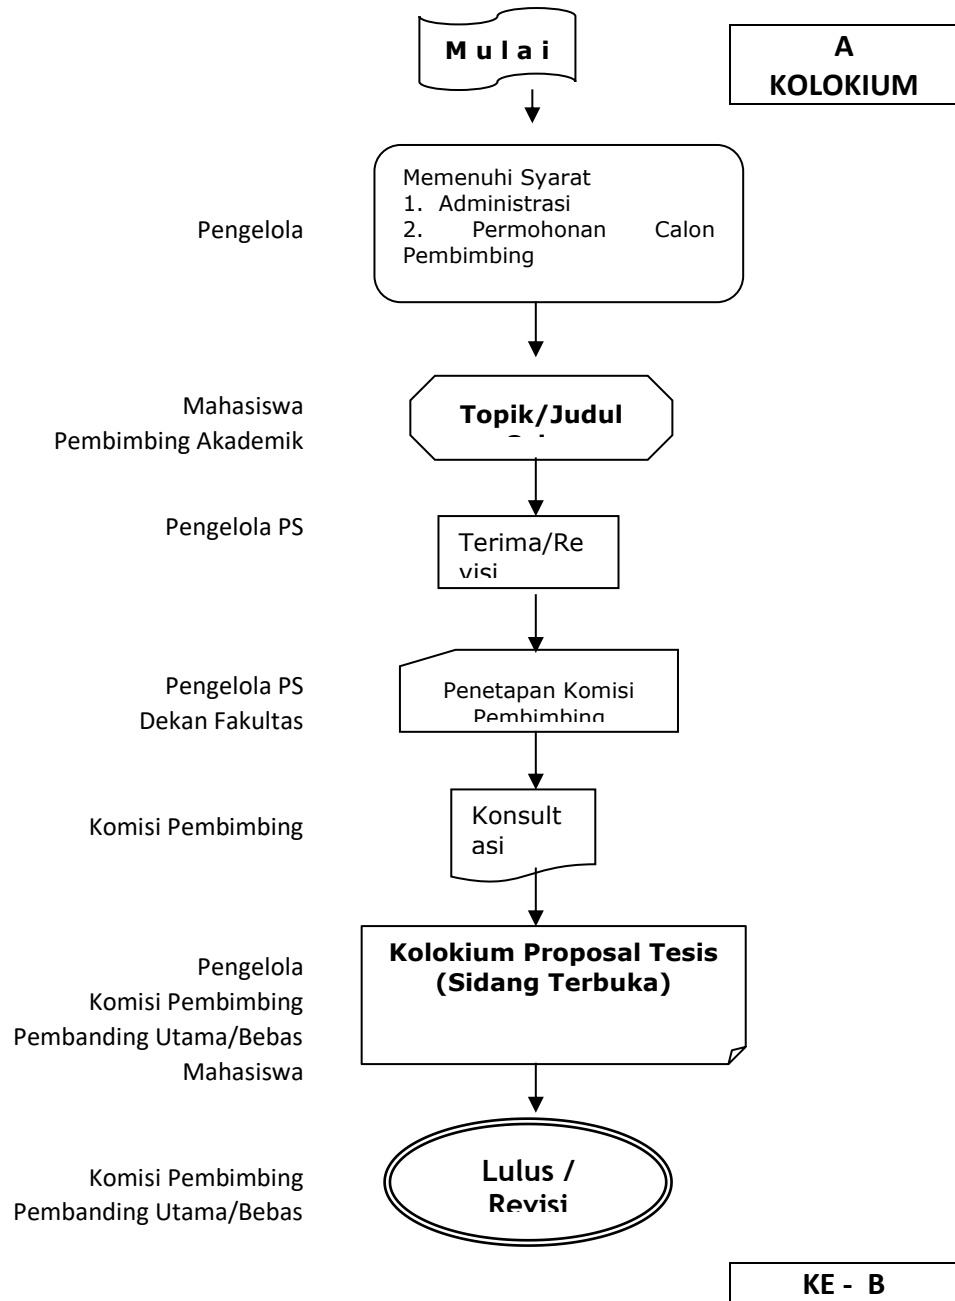 M u l a i
A
KOLOKIUM
Pengelola
Memenuhi Syarat
1. Administrasi
2. Permohonan Calon
Pembimbing
Mahasiswa
Pembimbing Akademik
Topik/Judul
Pengelola PS
Terima/Re
visi
Pengelola PS
Dekan Fakultas
Penetapan Komisi
Pembimbing
Komisi Pembimbing
Konsult
asi
Kolokium Proposal Tesis
(Sidang Terbuka)
Pengelola
Komisi Pembimbing
Pembanding Utama/Bebas
Mahasiswa
Komisi Pembimbing
Pembanding Utama/Bebas
Lulus /
Revisi
KE - B